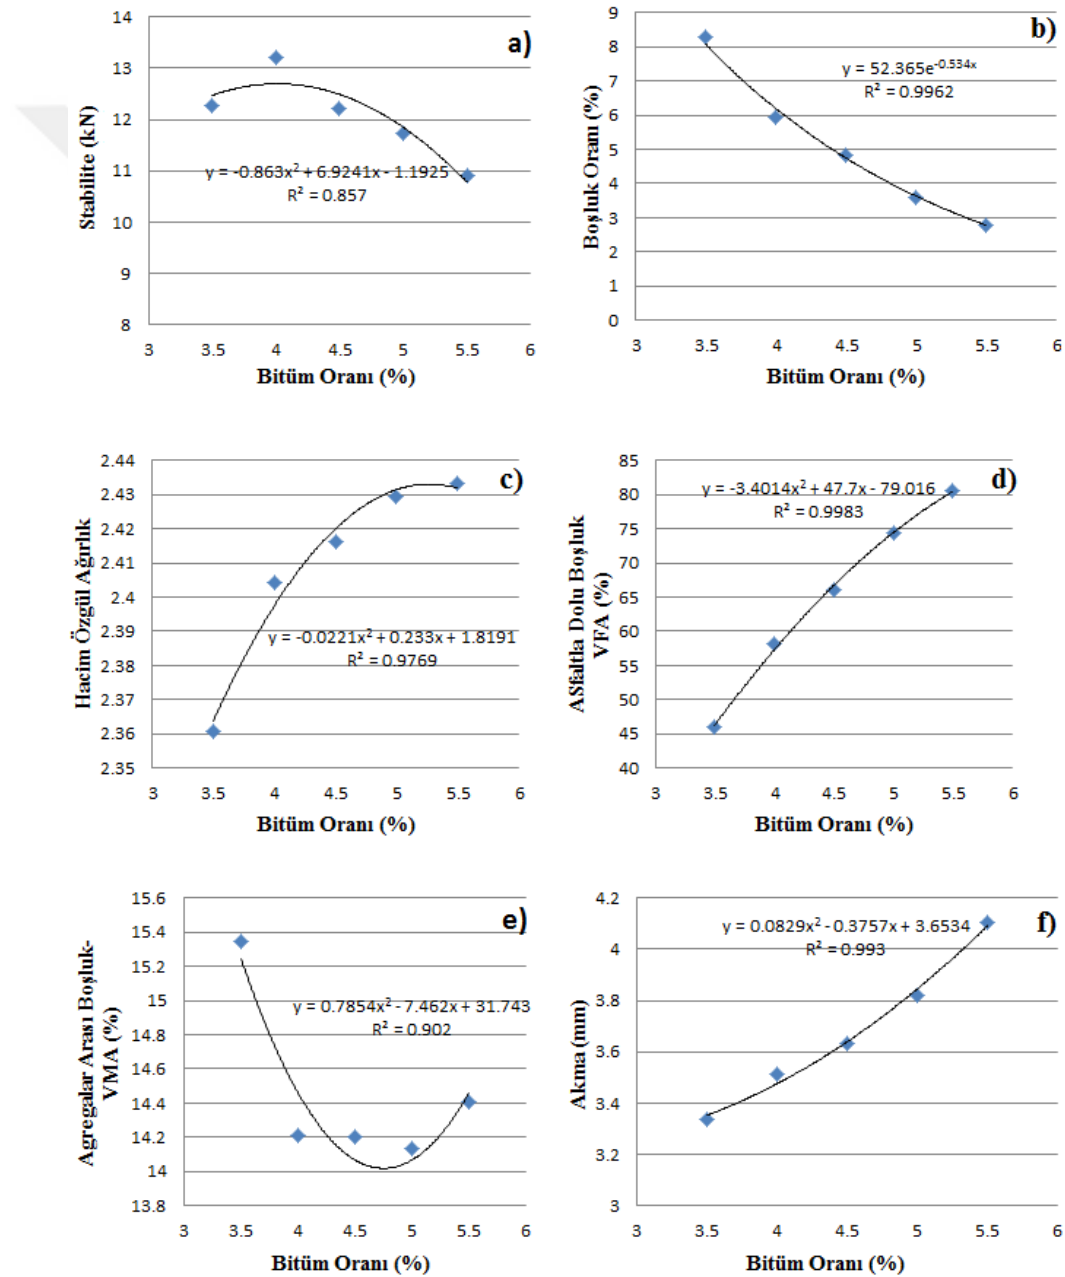 a)
Stabilite (kN)
14
13
12
11
10
9
8
y = -0.863x² + 6.9241x - 1.1925
R² = 0.857
3 3.5 4 4.5 5 5.5 6
Bitüm Oranı (%)
b)
Boşluk Oranı (%)
9
8
7
6
5
4
3
2
1
0
y = 52.365e^-0.534x
R² = 0.9962
3 3.5 4 4.5 5 5.5 6
Bitüm Oranı (%)
c)
Hacim Özgül Ağırlık
2.44
2.43
2.42
2.41
2.4
2.39
2.38
2.37
2.36
2.35
y = -0.0221x² + 0.233x + 1.8191
R² = 0.9769
3 3.5 4 4.5 5 5.5 6
Bitüm Oranı (%)
d)
ASfaltla Dolu Boşluk
VFA (%)
85
80
75
70
65
60
55
50
45
40
y = -3.4014x² + 47.7x - 79.016
R² = 0.9983
3 3.5 4 4.5 5 5.5 6
Bitüm Oranı (%)
e)
Agregalar Arası Boşluk-
VMA (%)
15.6
15.4
15.2
15
14.8
14.6
14.4
14.2
14
13.8
y = 0.7854x² - 7.462x + 31.743
R² = 0.902
3 3.5 4 4.5 5 5.5 6
Bitüm Oranı (%)
f)
Akma (mm)
4.2
4
3.8
3.6
3.4
3.2
3
y = 0.0829x² - 0.3757x + 3.6534
R² = 0.993
3 3.5 4 4.5 5 5.5 6
Bitüm Oranı (%)